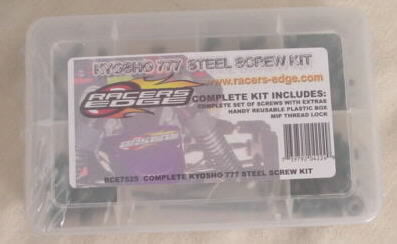 KYOSHO 777 STEEL SCREW KIT
www.racers-edge.com
RACERS EDGE
COMPLETE KIT INCLUDES:
COMPLETE SET OF SCREWS WITH EXTRAS
HANDY REUSABLE PLASTIC BOX
MIP THREAD LOCK
RCE7525 COMPLETE KYOSHO 777 STEEL SCREW KIT